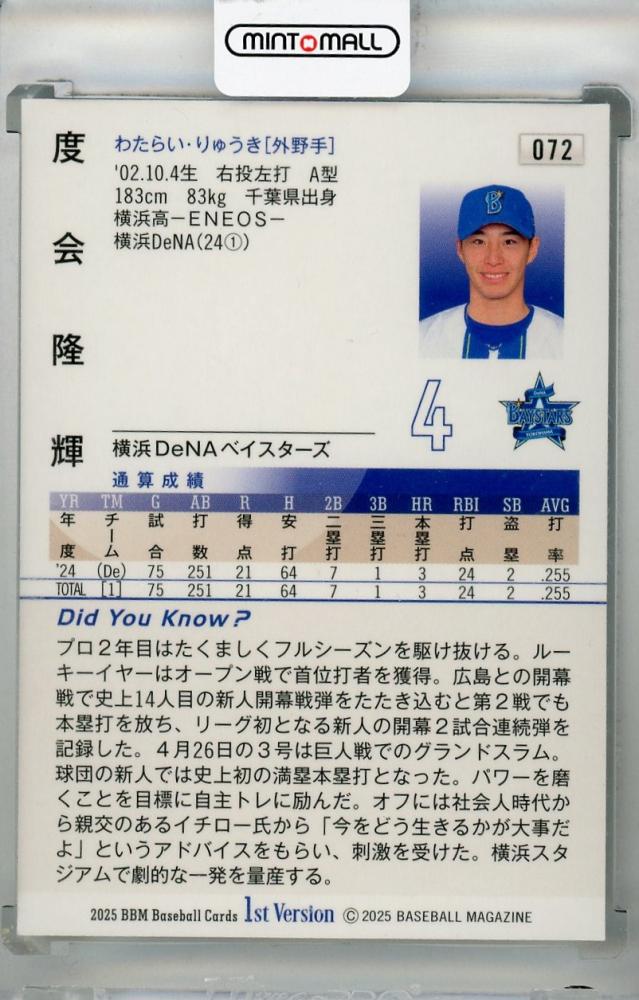 MINTOMALL
度会隆輝
わたらい・りゅうき[外野手]
'02.10.4生 右投左打 A型
183cm 83kg 千葉県出身
横浜高－ENEOS－
横浜DeNA(24①)
072
B
4
DeNA
BAYSTARS
YOKOHAMA
横浜DeNAベイスターズ
通算成績
YR TM G AB R H 2B 3B HR RBI SB AVG
年度 チーム 試合 打数 得点 安打 二塁打 三塁打 本塁打 打点 盗塁 打率
'24 (De) 75 251 21 64 7 1 3 24 2 .255
TOTAL [1] 75 251 21 64 7 1 3 24 2 .255
Did You Know?
プロ2年目はたくましくフルシーズンを駆け抜ける。ルー
キーイヤーはオープン戦で首位打者を獲得。広島との開幕
戦で史上14人目の新人開幕戦弾をたたき込むと第2戦でも
本塁打を放ち、リーグ初となる新人の開幕2試合連続弾を
記録した。4月26日の3号は巨人戦でのグランドスラム。
球団の新人では史上初の満塁本塁打となった。パワーを磨
くことを目標に自主トレに励んだ。オフには社会人時代か
ら親交のあるイチロー氏から「今をどう生きるかが大事だ
よ」というアドバイスをもらい、刺激を受けた。横浜スタ
ジアムで劇的な一発を量産する。
2025 BBM Baseball Cards 1st Version ©2025 BASEBALL MAGAZINE